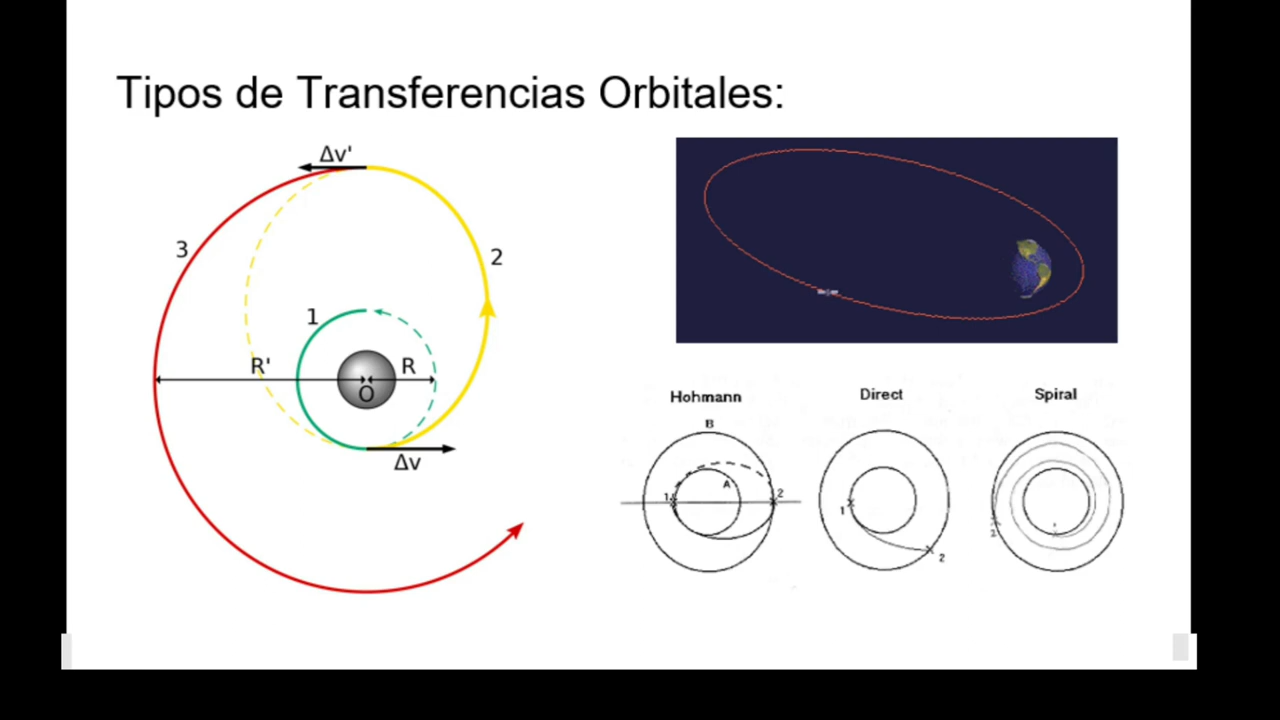 Tipos de Transferencias Orbitales:
Δv'
3
2
1
R'
R
O
Δv
Hohmann
Direct
Spiral
B
A
1
2
1
2